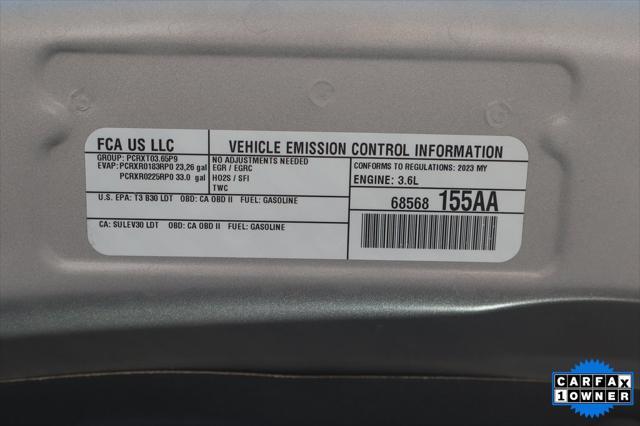 FCA US LLC
GROUP: PCRXT03.65P9
EVAP: PCRXR0183RP0 23,26 gal
PCRXR0225RP0 33.0 gal
VEHICLE EMISSION CONTROL INFORMATION
NO ADJUSTMENTS NEEDED
EGR / EGRC
HO2S / SFI
TWC
CONFORMS TO REGULATIONS: 2023 MY
ENGINE: 3.6L
U.S. EPA: T3 B30 LDT OBD: CA OBD II FUEL: GASOLINE
68568 155AA
CA: SULEV30 LDT OBD: CA OBD II FUEL: GASOLINE
CARFAX
1 OWNER